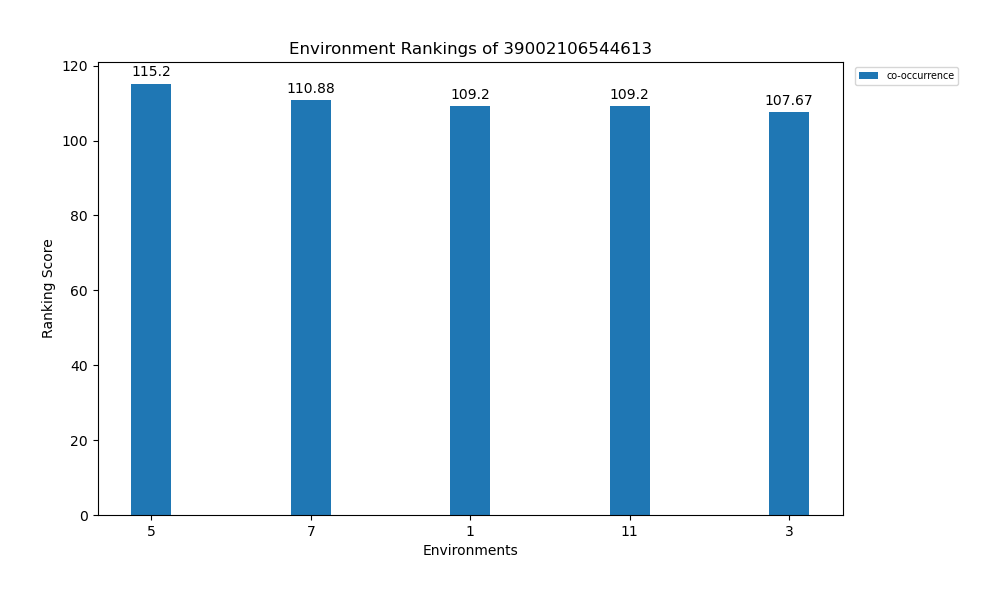 Environment Rankings of 39002106544613
co-occurrence
115.2
110.88
109.2
109.2
107.67
Ranking Score
120
100
80
60
40
20
0
5 7 1 11 3
Environments